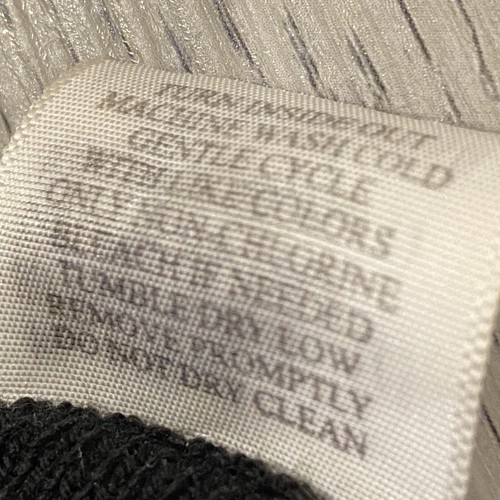 TURN INSIDE OUT
MACHINE WASH COLD
GENTLE CYCLE
WITH LIKE COLORS
ONLY NON-CHLORINE
BLEACH IF NEEDED
TUMBLE DRY LOW
REMOVE PROMPTLY
DO NOT DRY CLEAN